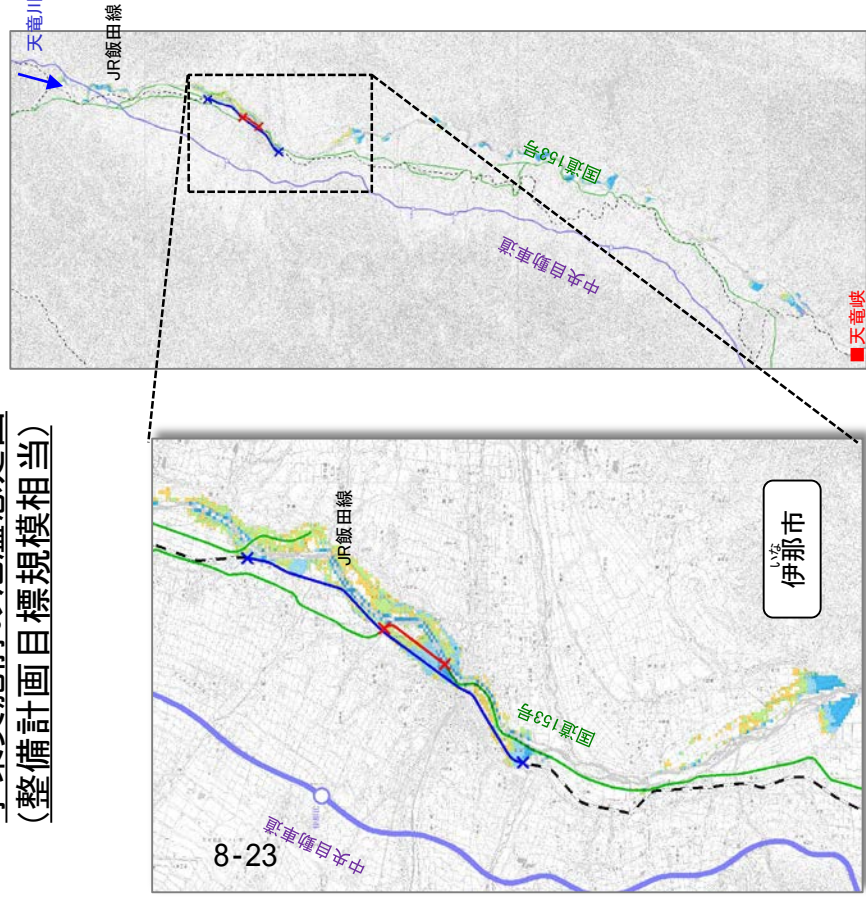 (整備計画目標規模相当)
天竜川
JR飯田線
国道153号
中央自動車道
■天竜峡
JR飯田線
いな
伊那市
国道153号
中央自動車道
8-23